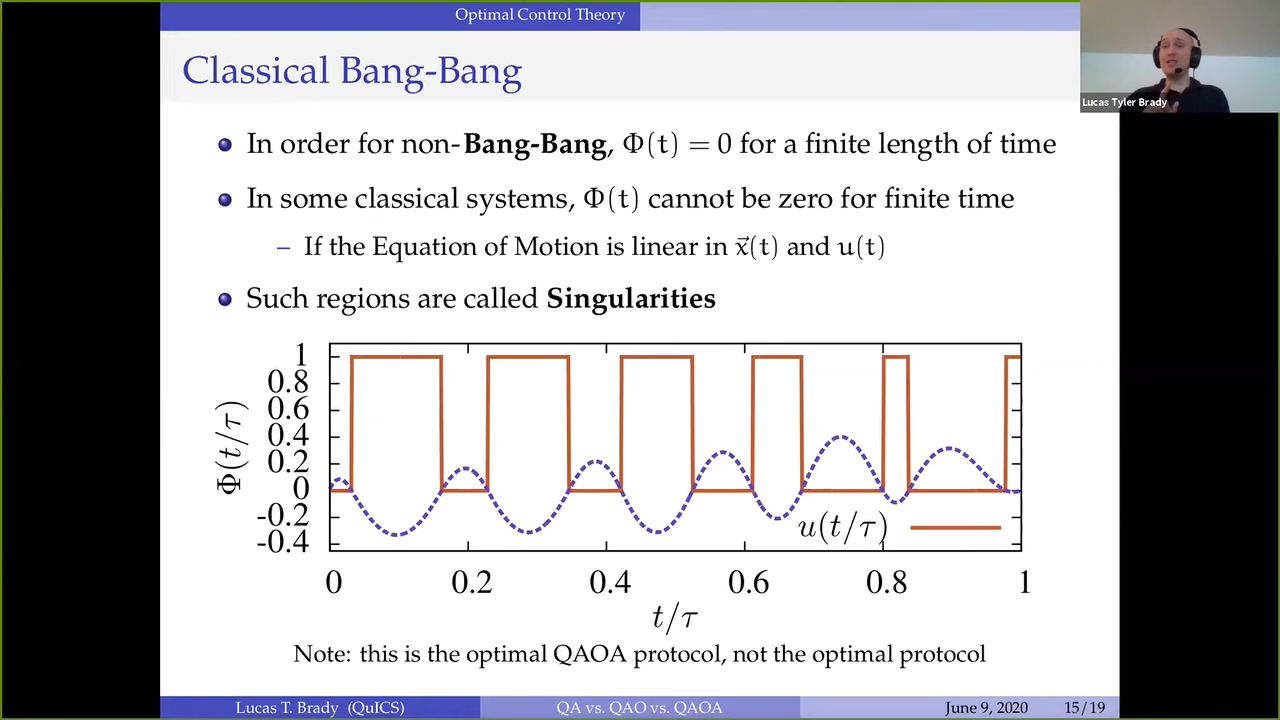 Optimal Control Theory
Classical Bang-Bang
Lucas Tyler Brady
In order for non-Bang-Bang, Φ(t) = 0 for a finite length of time
In some classical systems, Φ(t) cannot be zero for finite time
– If the Equation of Motion is linear in x⃗(t) and u(t)
Such regions are called Singularities
Φ(t/τ)
1
0.8
0.6
0.4
0.2
0
-0.2
-0.4
u(t/τ)
0 0.2 0.4 0.6 0.8 1
t/τ
Note: this is the optimal QAOA protocol, not the optimal protocol
Lucas T. Brady (QuICS) QA vs. QAO vs. QAOA June 9, 2020 15/19